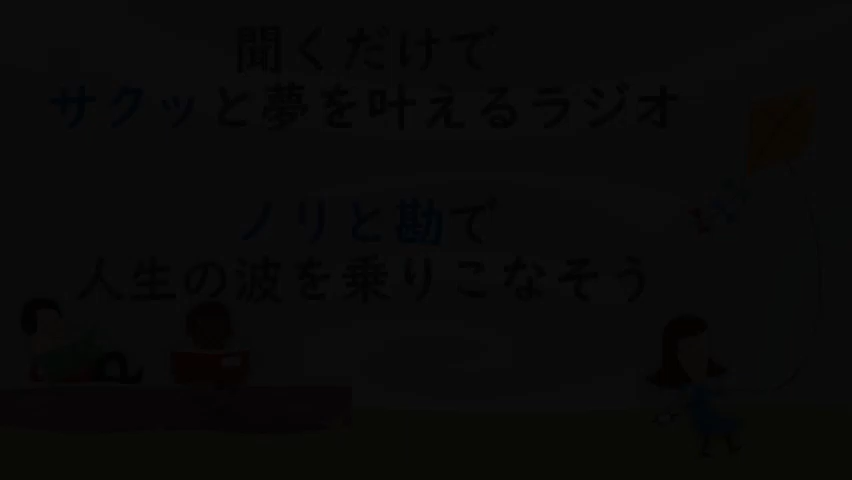 聞くだけで
サクッと夢を叶えるラジオ
ノリと勘で
人生の波を乗りこなそう